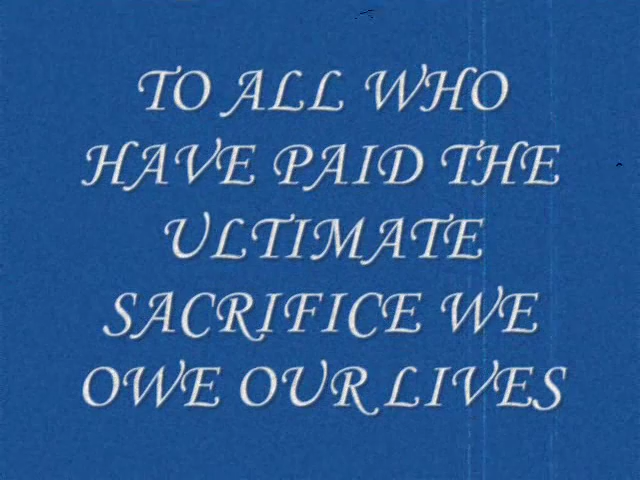 TO ALL WHO
HAVE PAID THE
ULTIMATE
SACRIFICE WE
OWE OUR LIVES